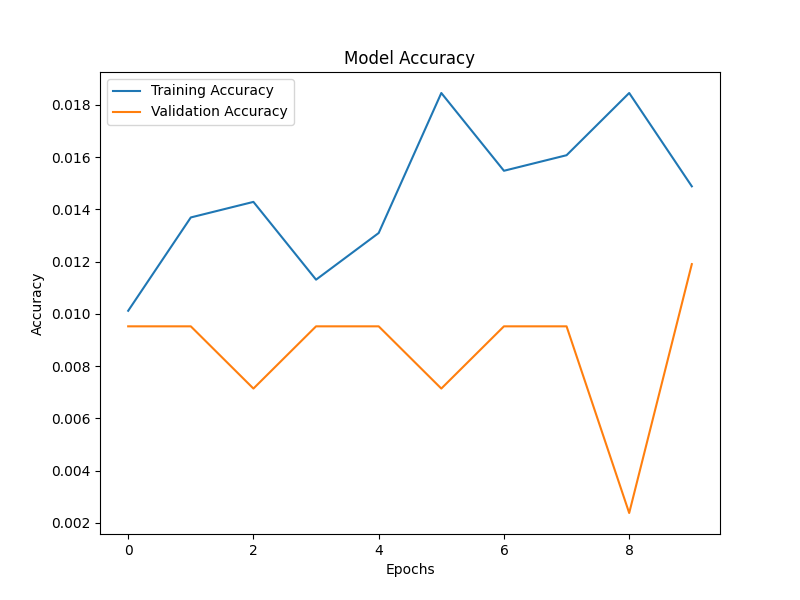 Model Accuracy
Training Accuracy
Validation Accuracy
0.018
0.016
0.014
0.012
0.010
0.008
0.006
0.004
0.002
Accuracy
0 2 4 6 8
Epochs